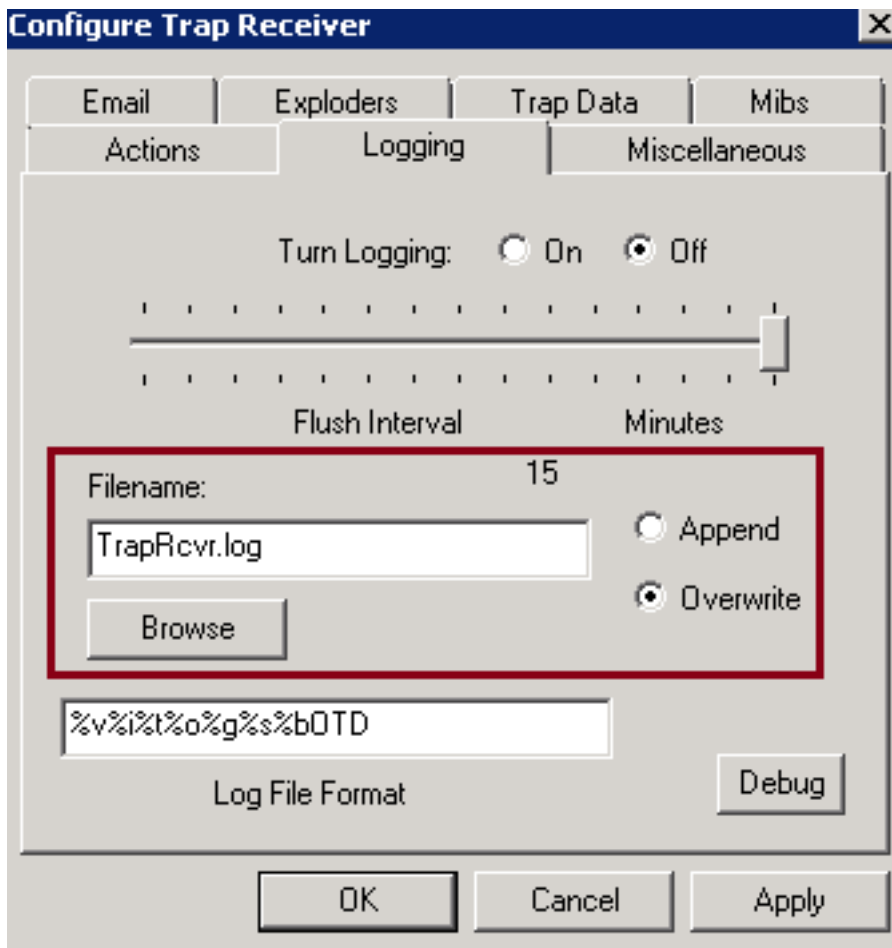 Configure Trap Receiver
Email Exploders Trap Data Mibs
Actions Logging Miscellaneous
Turn Logging: On Off
Flush Interval Minutes
15
Filename:
TrapRcvr.log
Append
Overwrite
Browse
%v%i%t%o%g%s%bOTD
Log File Format
Debug
OK Cancel Apply